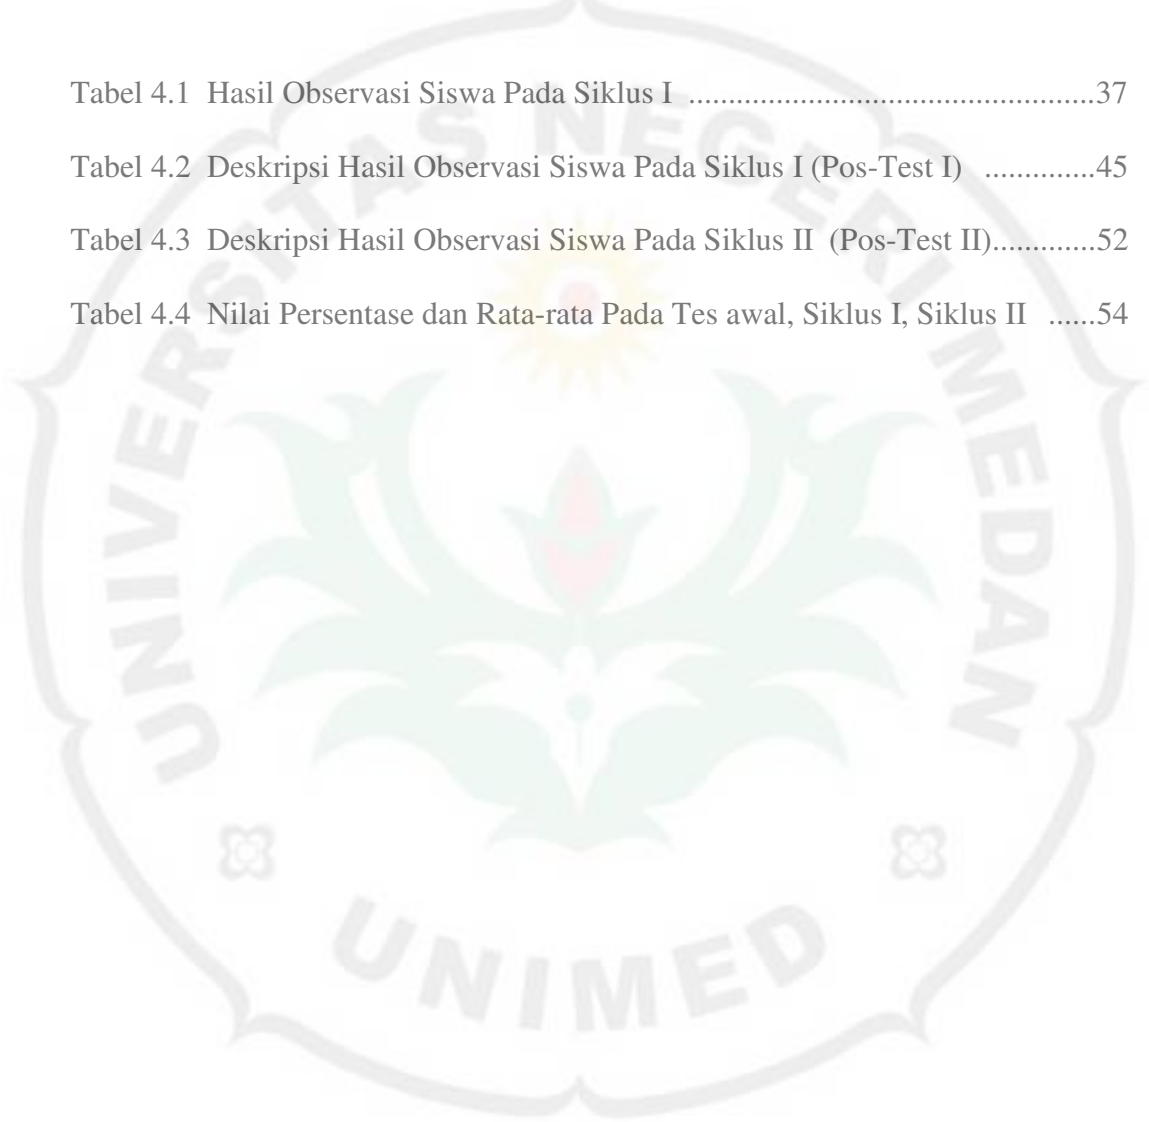 Tabel 4.1  Hasil Observasi Siswa Pada Siklus I  .................................................37
Tabel 4.2  Deskripsi Hasil Observasi Siswa Pada Siklus I (Pos-Test I)   ..............45
Tabel 4.3  Deskripsi Hasil Observasi Siswa Pada Siklus II  (Pos-Test II).............52
Tabel 4.4  Nilai Persentase dan Rata-rata Pada Tes awal, Siklus I, Siklus II   ......54
UNIVERSITAS NEGERI MEDAN
UNIMED